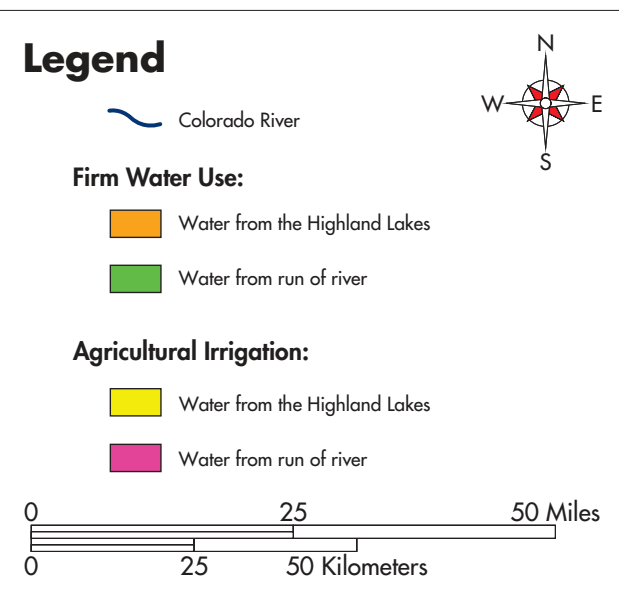 Legend
N
W E
S
Colorado River
Firm Water Use:
Water from the Highland Lakes
Water from run of river
Agricultural Irrigation:
Water from the Highland Lakes
Water from run of river
0 25 50 Miles
0 25 50 Kilometers